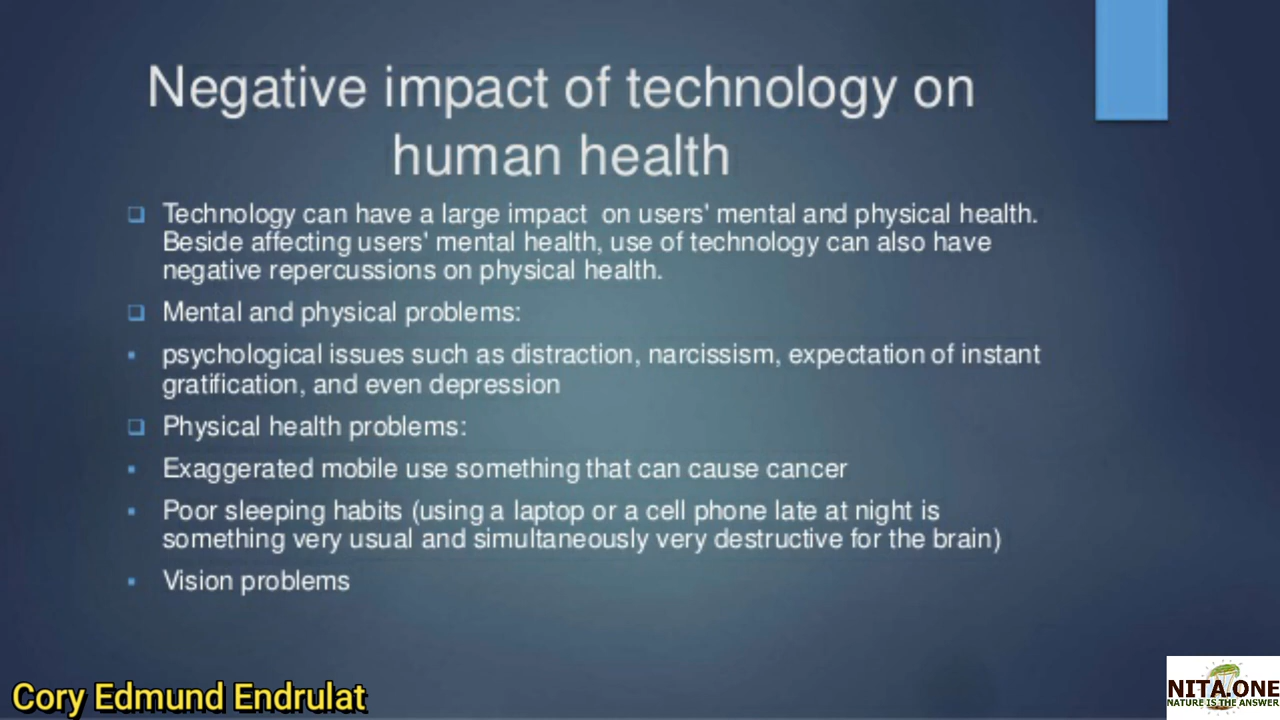 Negative impact of technology on
human health
Technology can have a large impact on users' mental and physical health.
Beside affecting users' mental health, use of technology can also have
negative repercussions on physical health.
Mental and physical problems:
psychological issues such as distraction, narcissism, expectation of instant
gratification, and even depression
Physical health problems:
Exaggerated mobile use something that can cause cancer
Poor sleeping habits (using a laptop or a cell phone late at night is
something very usual and simultaneously very destructive for the brain)
Vision problems
Cory Edmund Endrulat
NITA.ONE
NATURE IS THE ANSWER